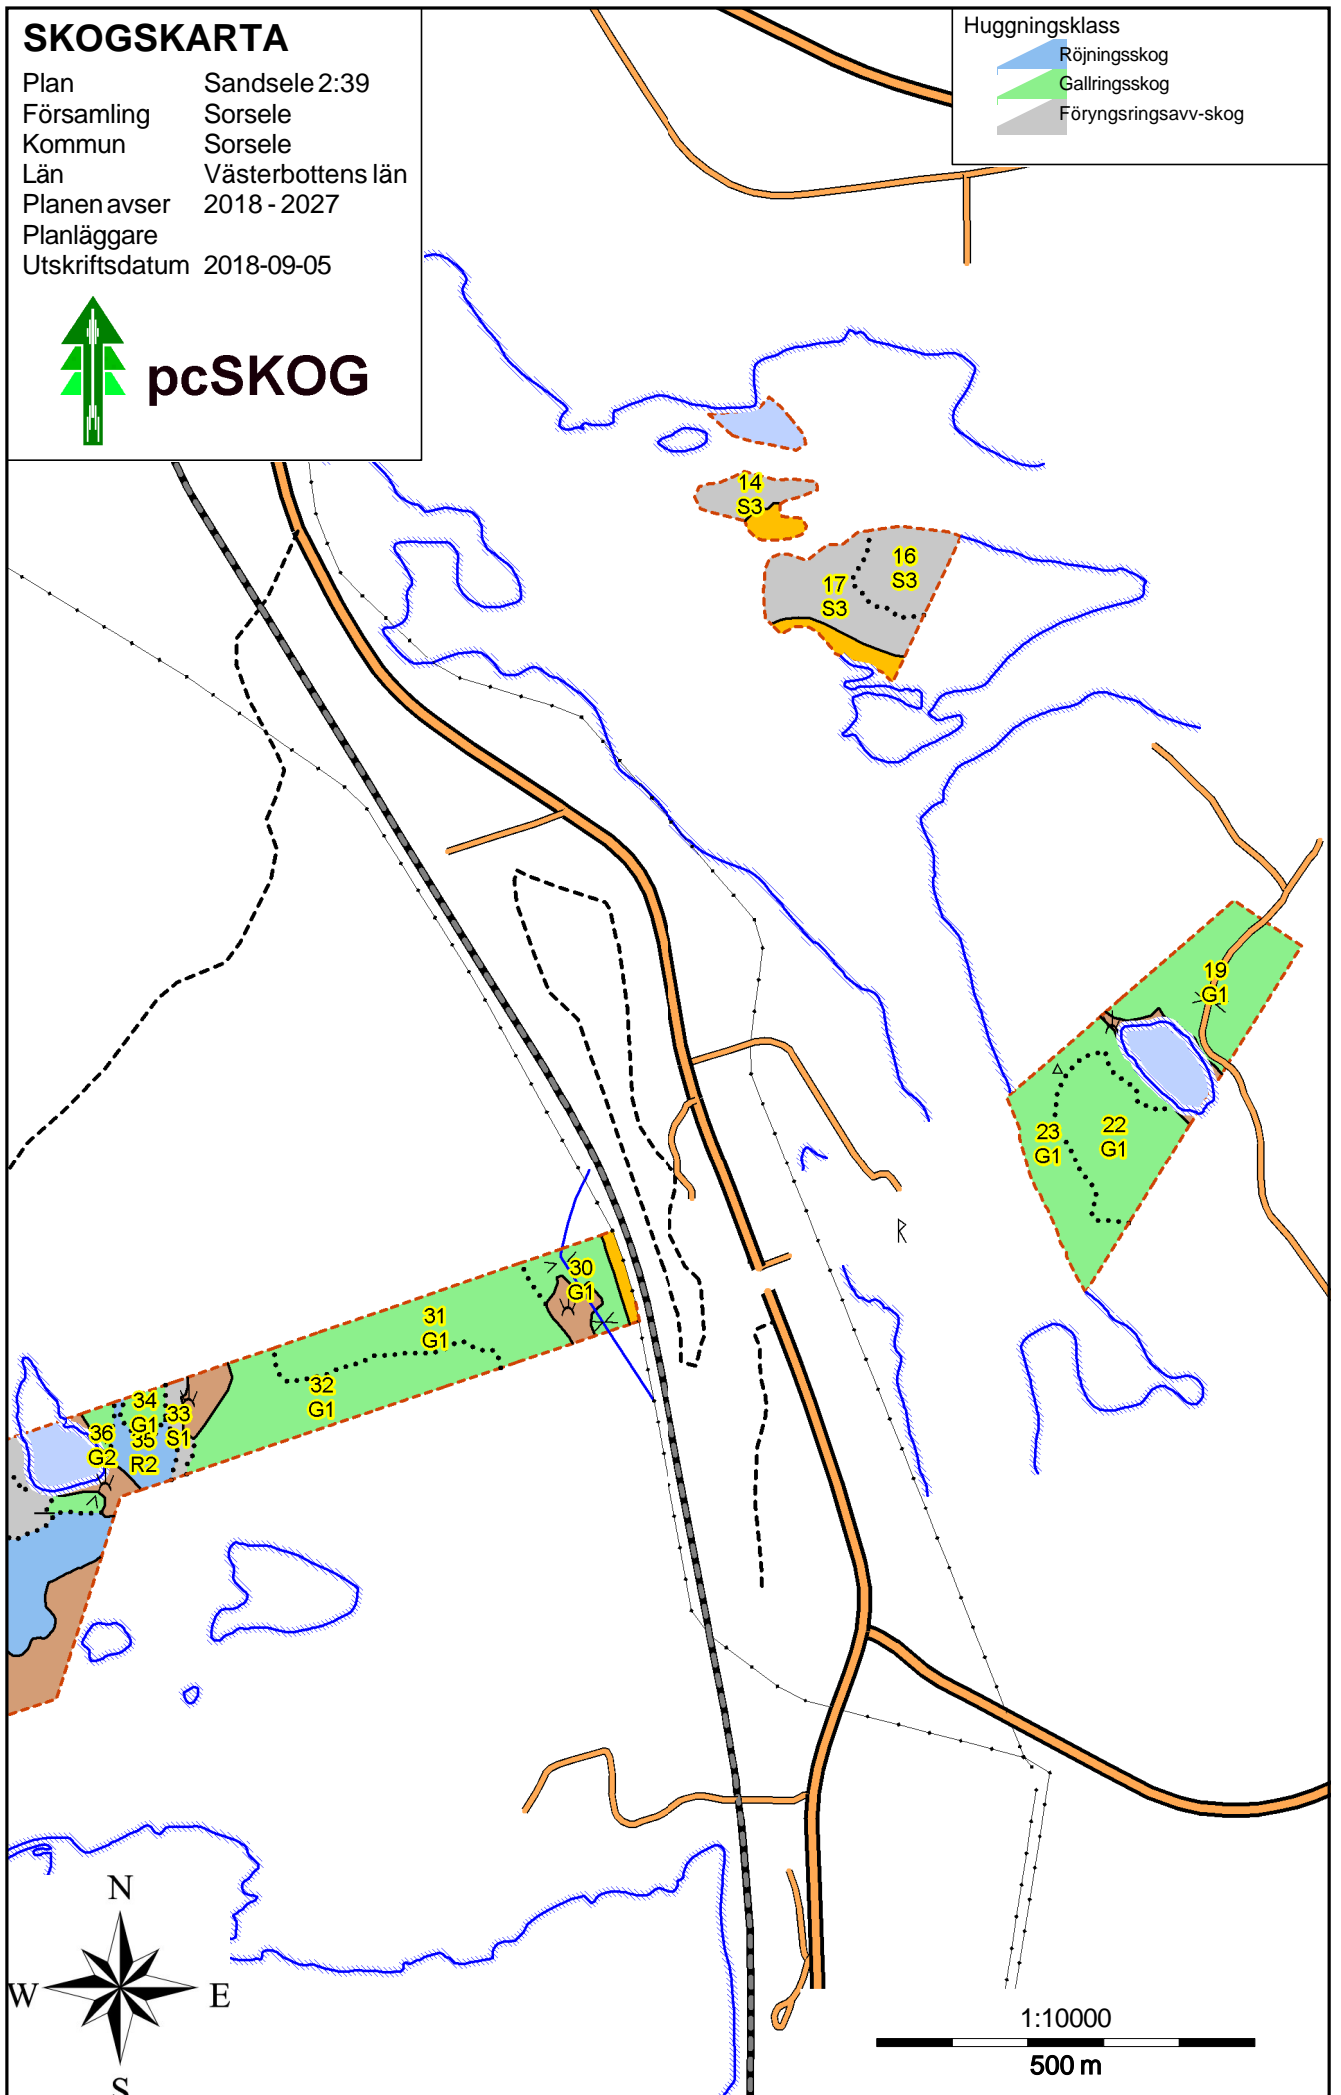 SKOGSKARTA
Plan Sandsele 2:39
Församling Sorsele
Kommun Sorsele
Län Västerbottens län
Planen avser 2018 - 2027
Planläggare
Utskriftsdatum 2018-09-05
pcSKOG
Huggningsklass
Röjningsskog
Gallringsskog
Föryngsringsavv-skog
14
S3
16
S3
17
S3
19
G1
22
G1
23
G1
30
G1
31
G1
32
G1
33
S1
34
G1
35
R2
36
G2
N
W E
S
1:10000
500 m